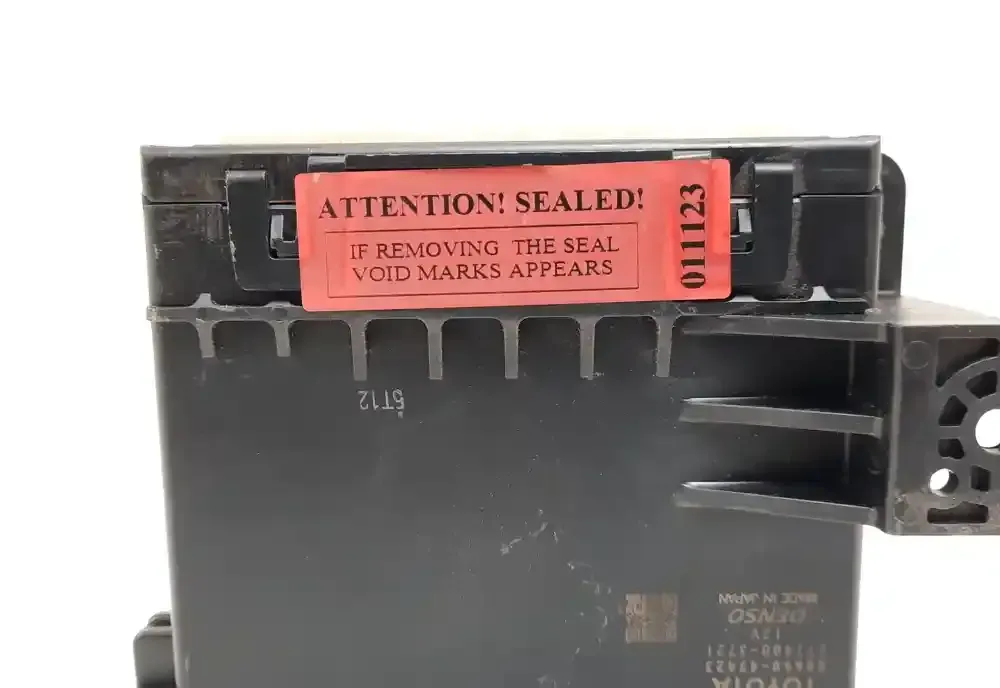 ATTENTION! SEALED!
IF REMOVING THE SEAL
VOID MARKS APPEARS
011123
5T12
MADE IN JAPAN
DENSO
12V
TOYOTA